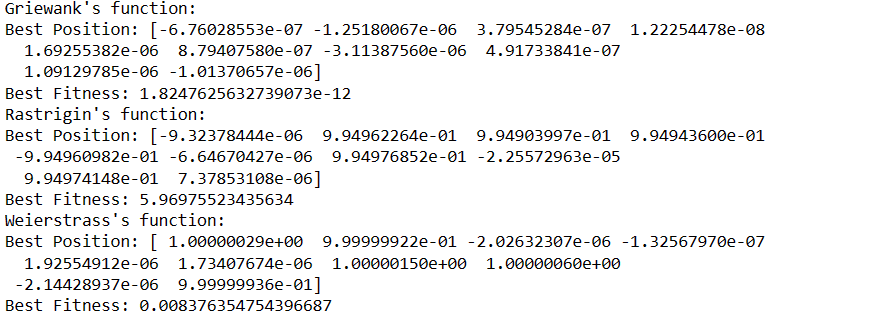 Griewank's function:
Best Position: [-6.76028553e-07 -1.25180067e-06  3.79545284e-07  1.22254478e-08
  1.69255382e-06  8.79407580e-07 -3.11387560e-06  4.91733841e-07
  1.09129785e-06 -1.01370657e-06]
Best Fitness: 1.8247625632739073e-12
Rastrigin's function:
Best Position: [-9.32378444e-06  9.94962264e-01  9.94903997e-01  9.94943600e-01
 -9.94960982e-01 -6.64670427e-06  9.94976852e-01 -2.25572963e-05
  9.94974148e-01  7.37853108e-06]
Best Fitness: 5.96975523435634
Weierstrass's function:
Best Position: [ 1.00000029e+00  9.99999922e-01 -2.02632307e-06 -1.32567970e-07
  1.92554912e-06  1.73407674e-06  1.00000150e+00  1.00000060e+00
 -2.14428937e-06  9.99999936e-01]
Best Fitness: 0.008376354754396687